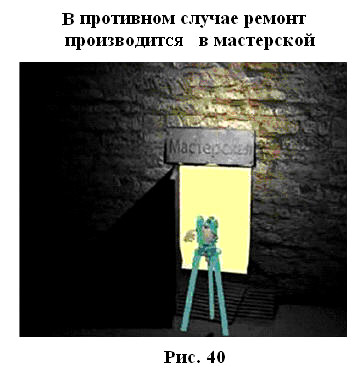 В противном случае ремонт
производится в мастерской
Мастерская
Рис. 40